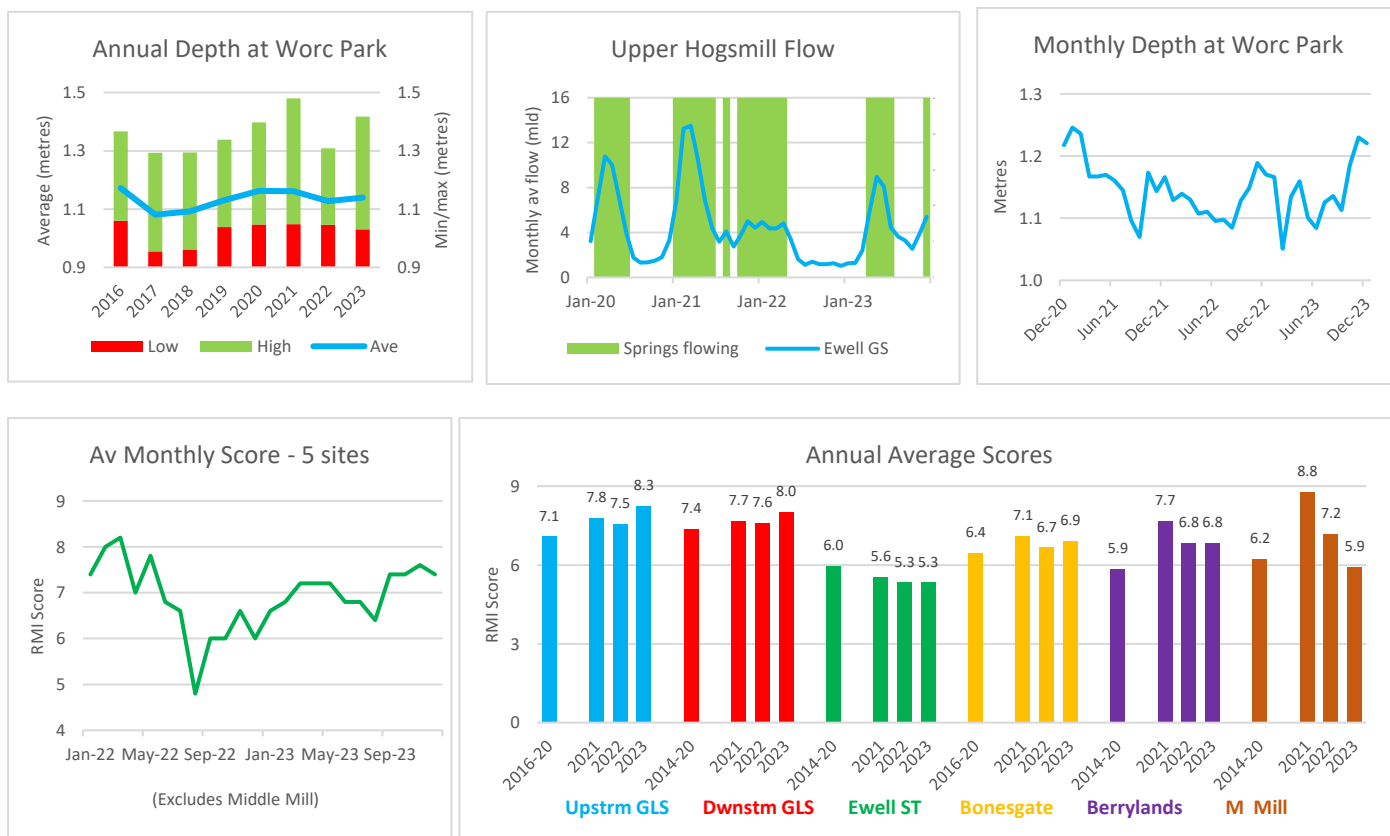 Annual Depth at Worc Park
Average (metres)
1.5
1.3
1.1
0.9
1.5
1.3
1.1
0.9
Min/max (metres)
2016 2017 2018 2019 2020 2021 2022 2023
Low High Ave
Upper Hogsmill Flow
Monthly av flow (mld)
16
12
8
4
0
Jan-20 Jan-21 Jan-22 Jan-23
Springs flowing Ewell GS
Monthly Depth at Worc Park
Metres
1.3
1.2
1.1
1.0
Dec-20 Jun-21 Dec-21 Jun-22 Dec-22 Jun-23 Dec-23
Av Monthly Score - 5 sites
RMI Score
9
8
7
6
5
4
Jan-22 May-22 Sep-22 Jan-23 May-23 Sep-23
(Excludes Middle Mill)
Annual Average Scores
RMI Score
9
6
3
0
7.1 7.8 7.5 8.3 7.4 7.7 7.6 8.0 6.0 5.6 5.3 5.3 6.4 7.1 6.7 6.9 5.9 7.7 6.8 6.8 6.2 8.8 7.2 5.9
2016-20 2021 2022 2023 2014-20 2021 2022 2023 2014-20 2021 2022 2023 2016-20 2021 2022 2023 2014-20 2021 2022 2023 2014-20 2021 2022 2023
Upstrm GLS Dwnstm GLS Ewell ST Bonesgate Berrylands M Mill